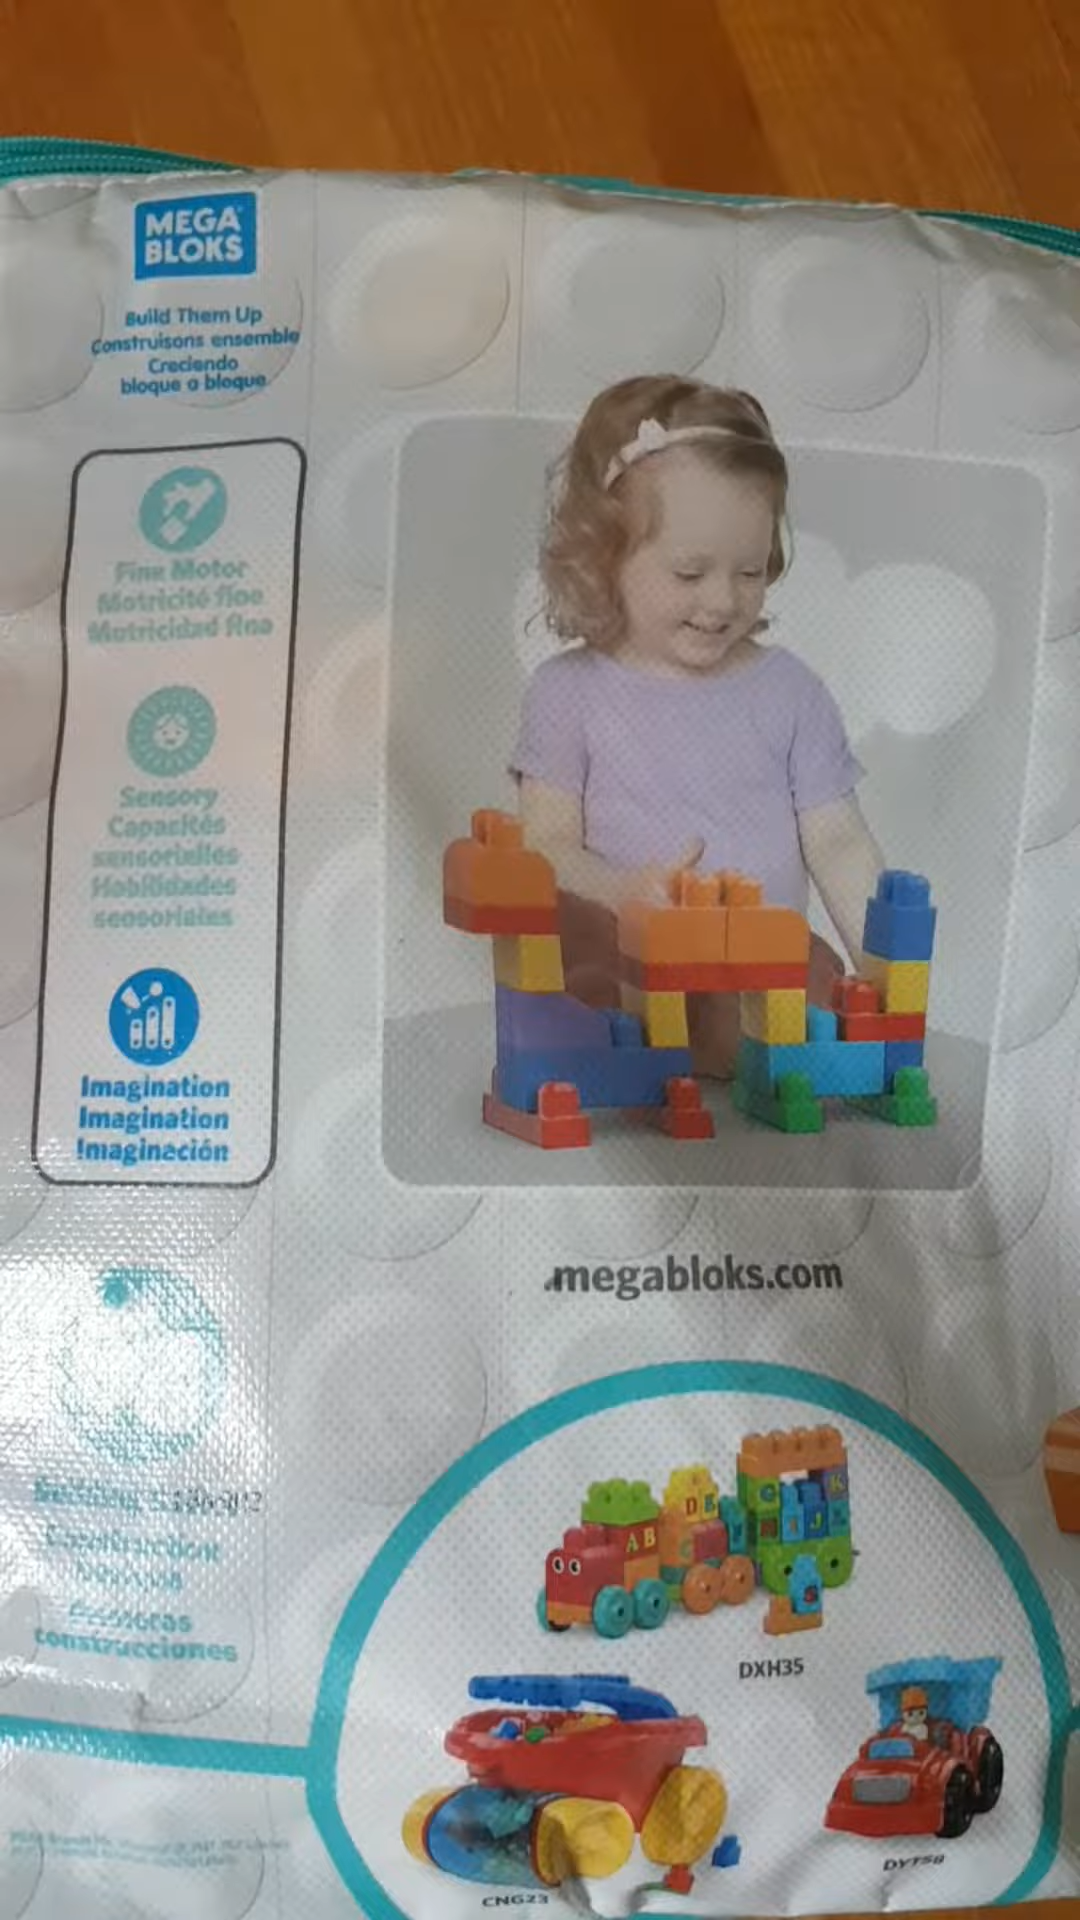 MEGA
BLOKS
Build Them Up
Construisons ensemble
Creciendo
bloque a bloque
Fine Motor
Motricité fine
Motricidad fina
Sensory
Capacités
sensorielles
Habilidades
sensoriales
Imagination
Imagination
Imaginación
construcciones
.megabloks.com
A B
D E
G
K
I J
S
DXH35
CNG23
DYT58